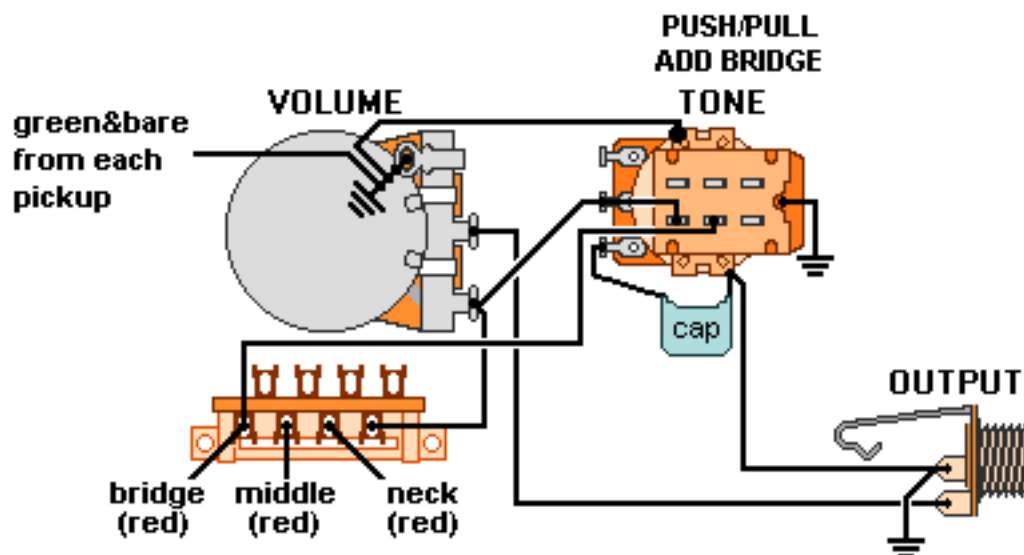 PUSH/PULL
ADD BRIDGE
VOLUME
TONE
green&bare
from each
pickup
cap
OUTPUT
bridge
(red)
middle
(red)
neck
(red)